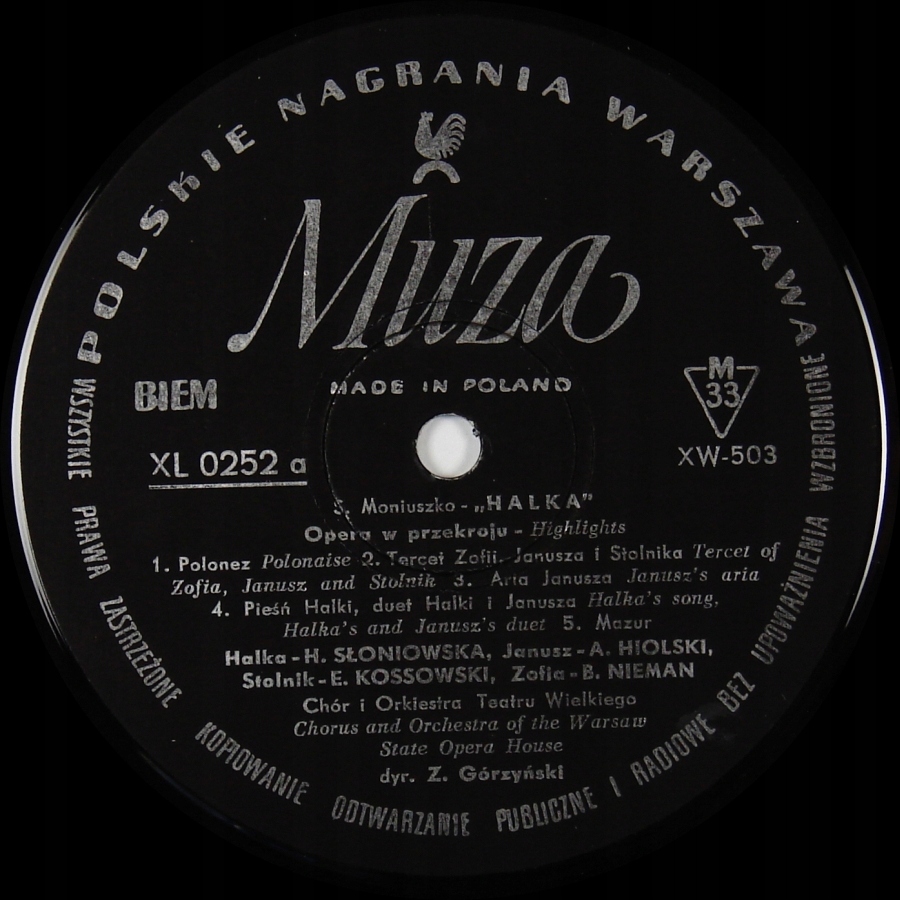 POLSKIE NAGRANIA WARSZAWA
Muza
MADE IN POLAND
BIEM
M
33
XL 0252 a
XW-503
S. Moniuszko - „HALKA”
Opera w przekroju - Highlights
1. Polonez Polonaise 2. Tercet Zofii, Janusza i Stolnika Tercet of
Zofia, Janusz and Stolnik 3. Aria Janusza Janusz's aria
4. Pieśń Halki, duet Halki i Janusza Halka's song,
Halka's and Janusz's duet 5. Mazur
Halka - H. SŁONIOWSKA, Janusz - A. HIOLSKI,
Stolnik - E. KOSSOWSKI, Zofia - B. NIEMAN
Chór i Orkiestra Teatru Wielkiego
Chorus and Orchestra of the Warsaw
State Opera House
dyr. Z. Górzyński
WSZYSTKIE PRAWA ZASTRZEŻONE KOPIOWANIE ODTWARZANIE PUBLICZNE I RADIOWE BEZ UPOWAŻNIENIA WZBRONIONE